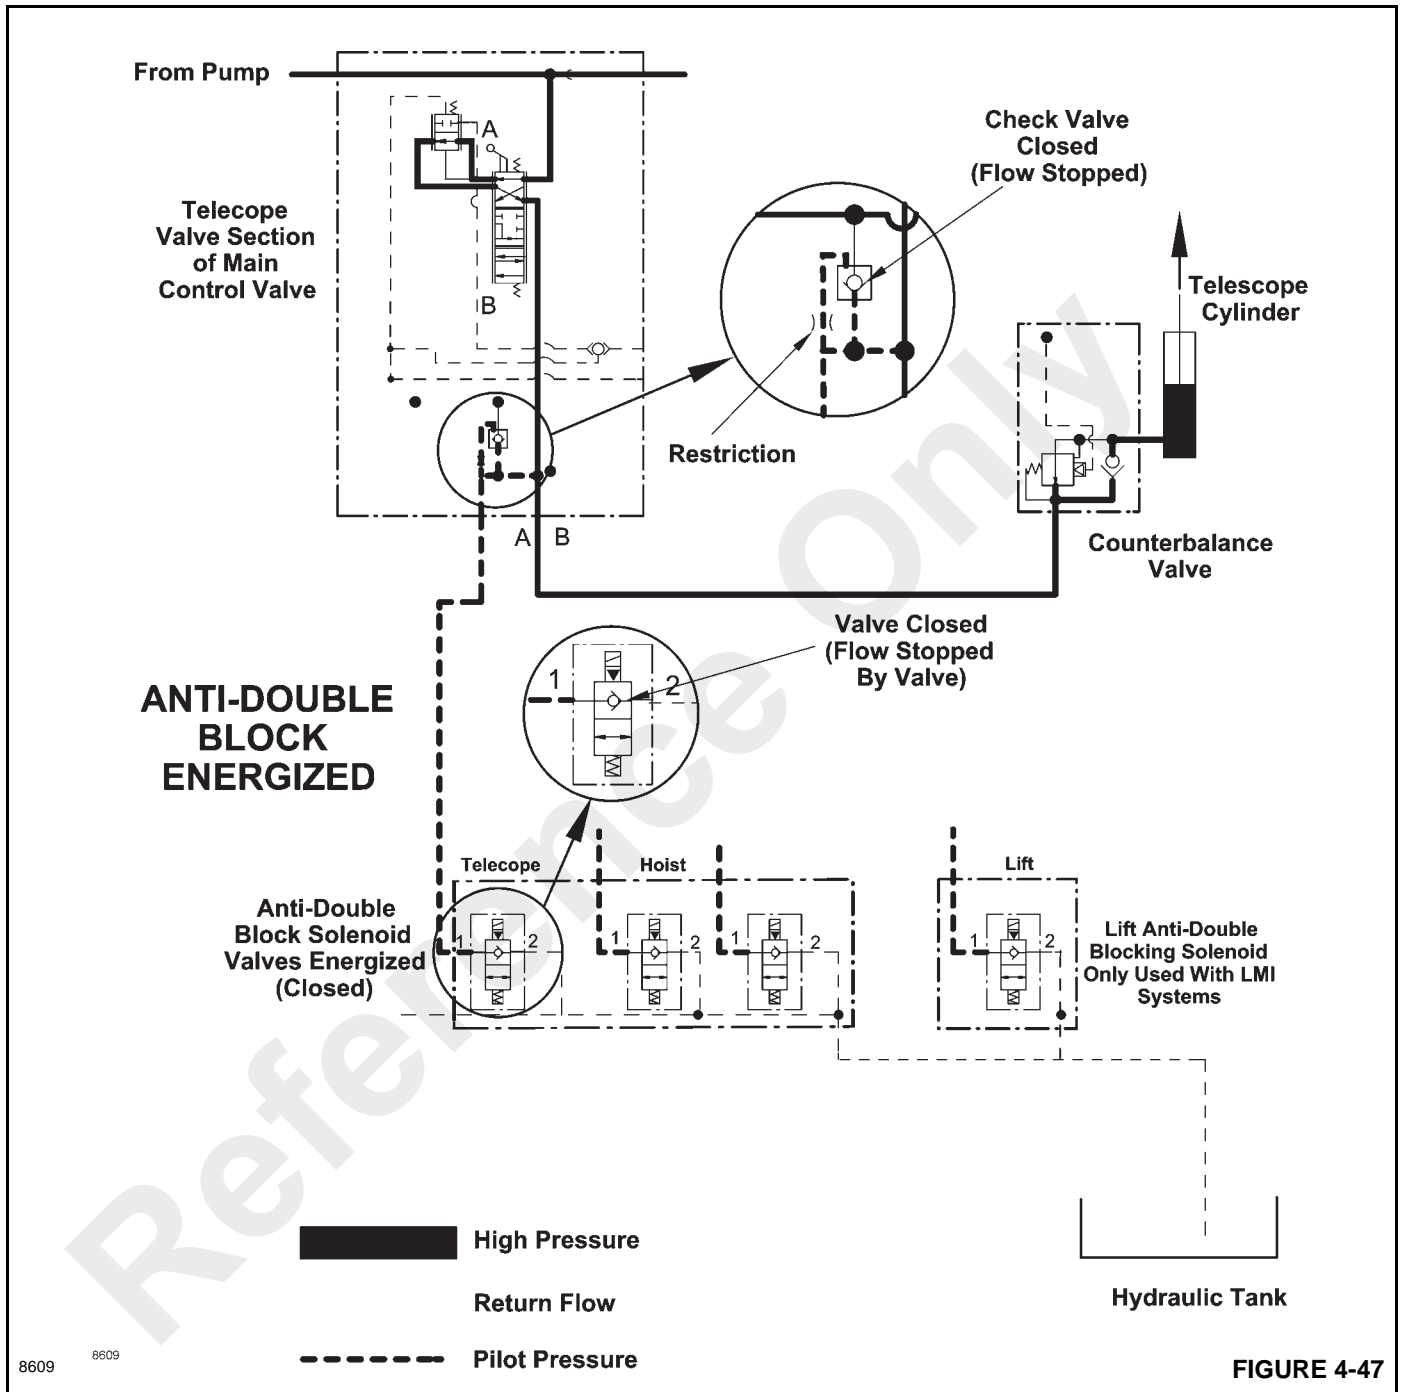 From Pump
A
Telecope
Valve Section
of Main
Control Valve
B
Check Valve
Closed
(Flow Stopped)
Restriction
Telescope
Cylinder
Counterbalance
Valve
A B
Valve Closed
(Flow Stopped
By Valve)
1 2
ANTI-DOUBLE
BLOCK
ENERGIZED
Telecope
Hoist
Lift
Anti-Double
Block Solenoid
Valves Energized
(Closed)
1 2
1 2
1 2
1 2
Lift Anti-Double
Blocking Solenoid
Only Used With LMI
Systems
Hydraulic Tank
High Pressure
Return Flow
Pilot Pressure
8609
8609
FIGURE 4-47
Reference Only